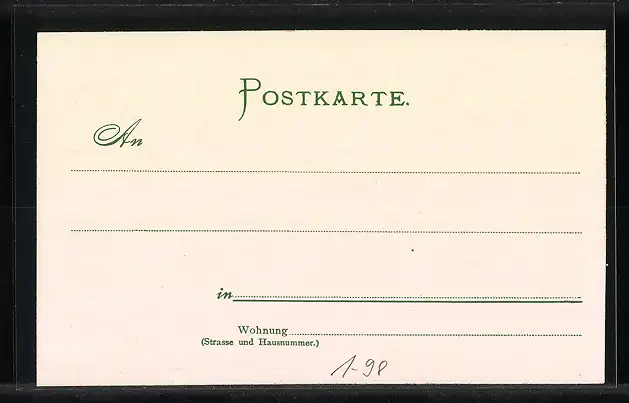 POSTKARTE.
An
in
Wohnung
(Strasse und Hausnummer.)
1-98